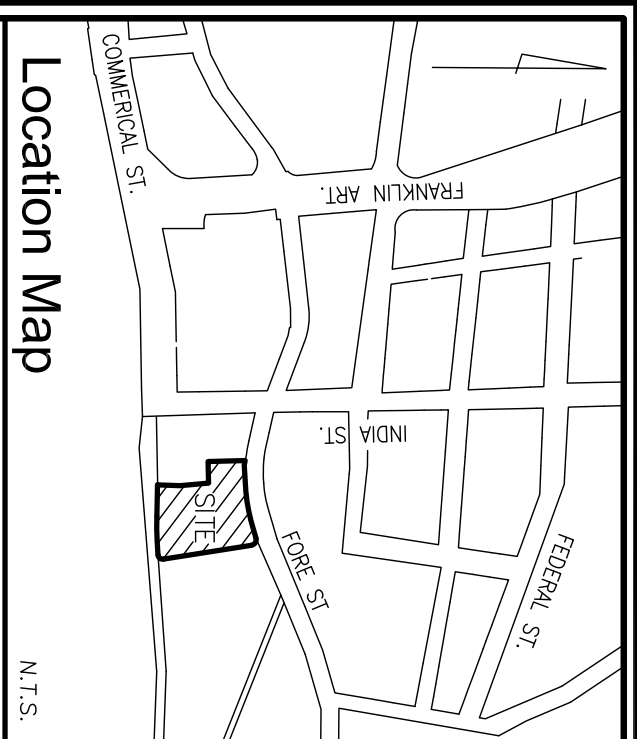 FRANKLIN ART.
FEDERAL ST.
INDIA ST.
FORE ST
SITE
COMMERICAL ST.
Location Map
N.T.S.